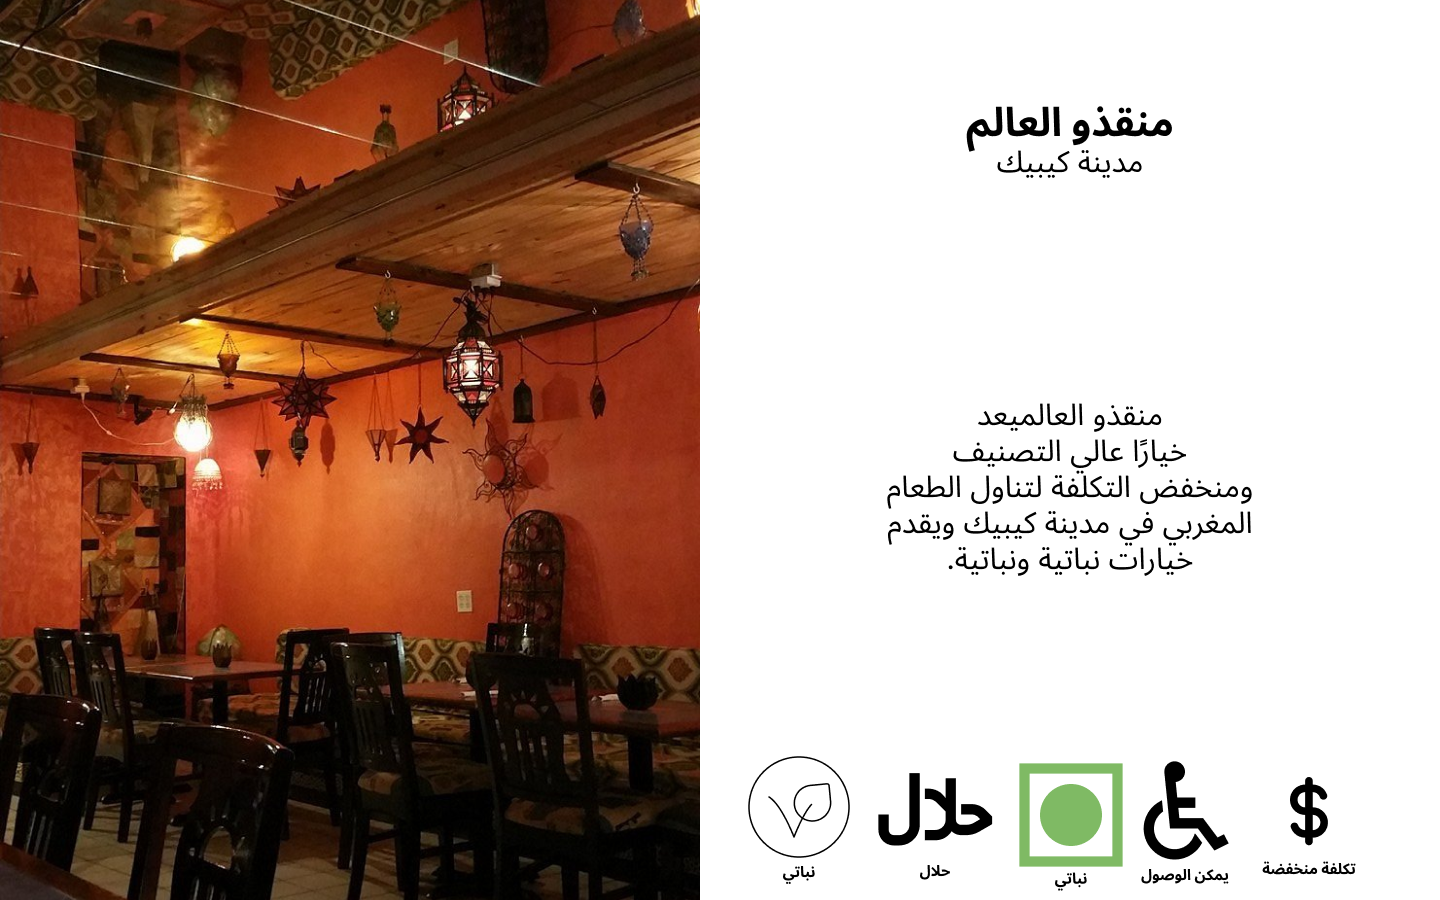 منقذو العالم
مدينة كيبيك
منقذو العالميعد
خيارًا عالي التصنيف
ومنخفض التكلفة لتناول الطعام
المغربي في مدينة كيبيك ويقدم
خيارات نباتية ونباتية.
$
حلال
تكلفة منخفضة
يمكن الوصول
نباتي
حلال
نباتي